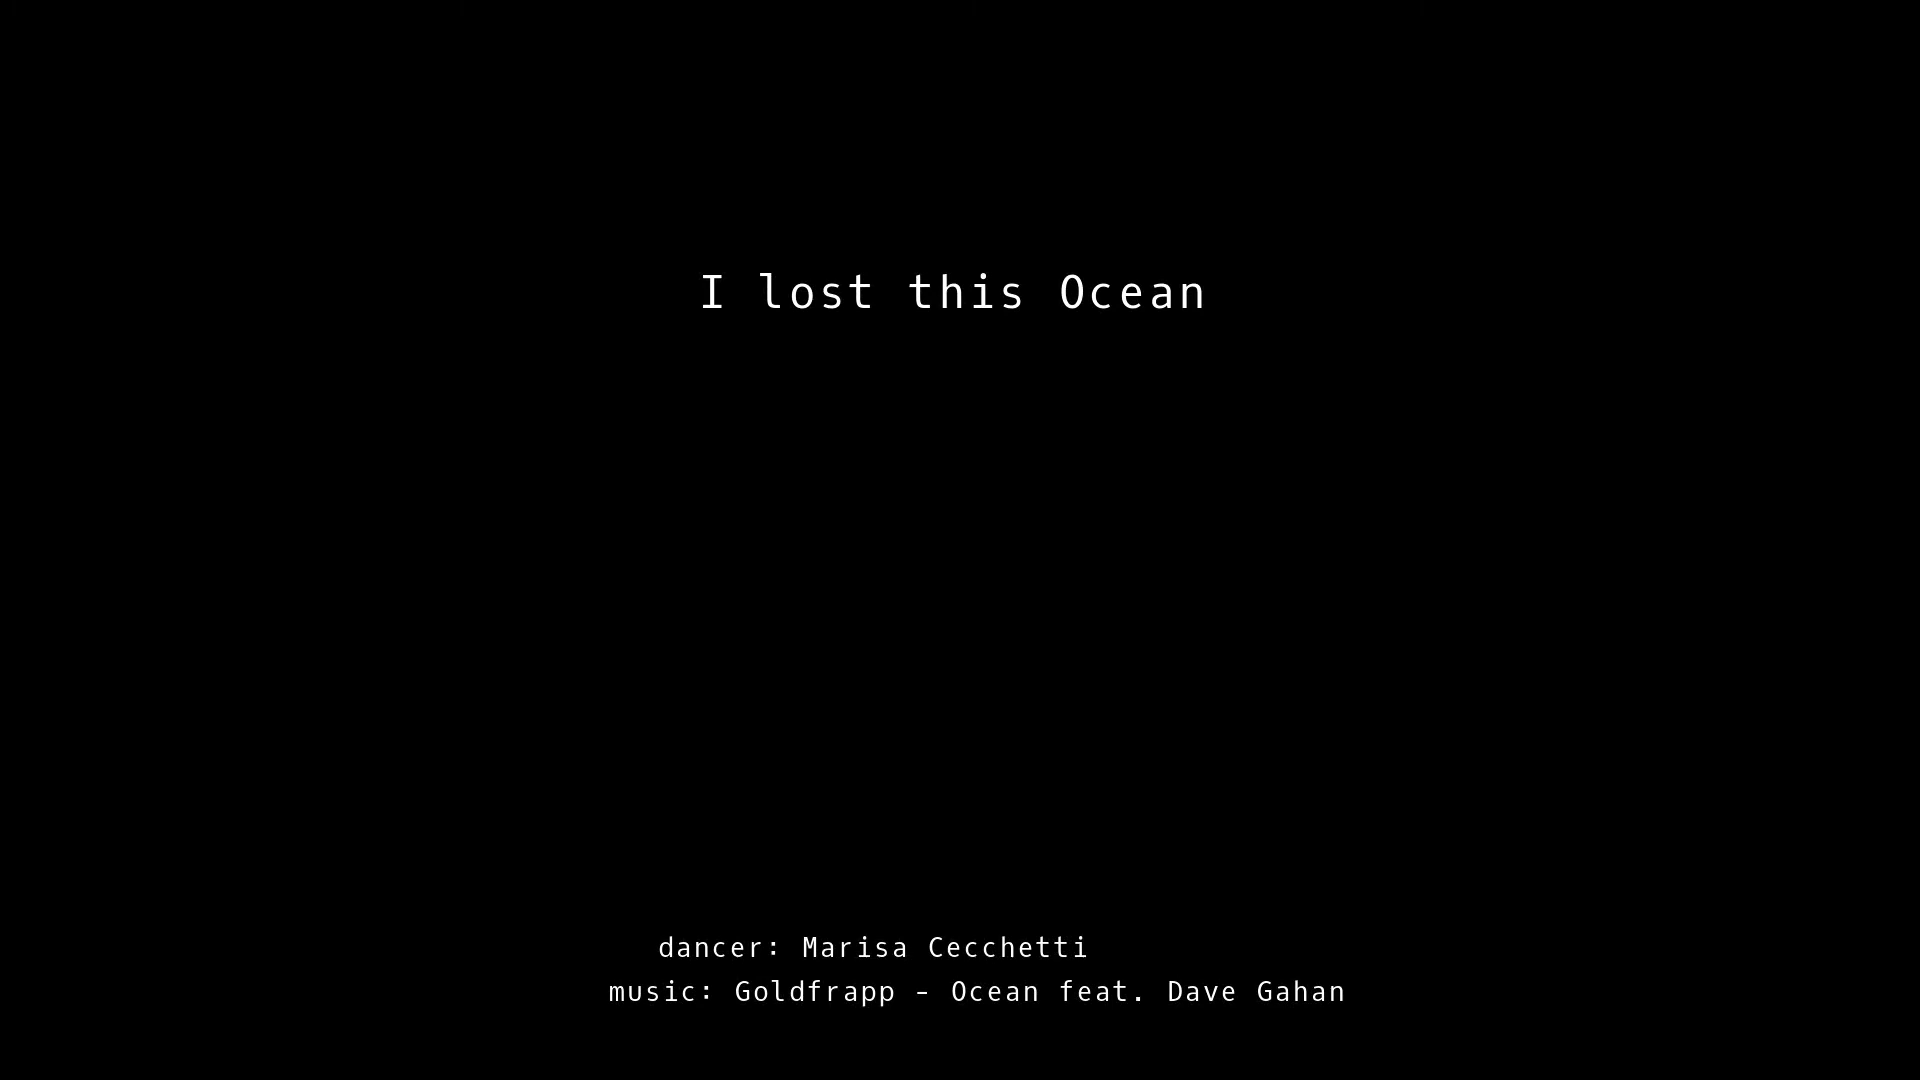 I lost this Ocean
dancer: Marisa Cecchetti
music: Goldfrapp - Ocean feat. Dave Gahan